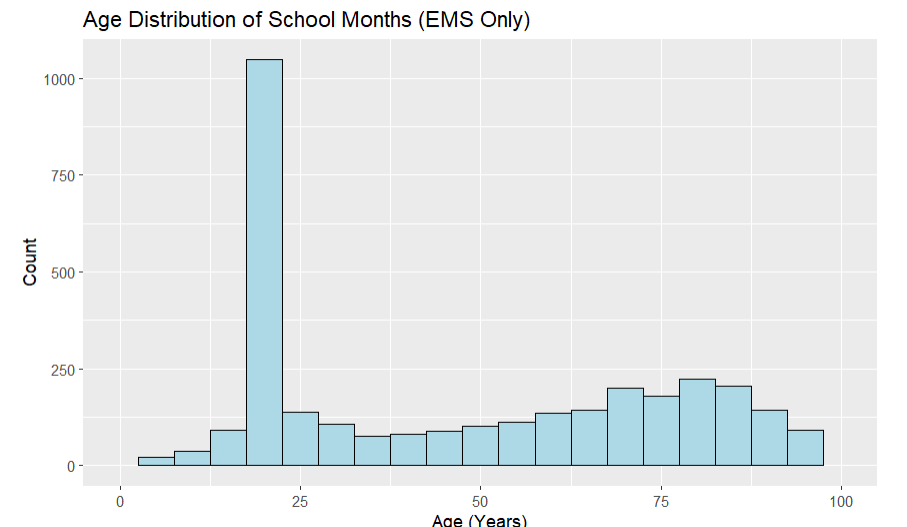 Age Distribution of School Months (EMS Only)
1000
750
500
250
0
Count
0 25 50 75 100
Age (Years)